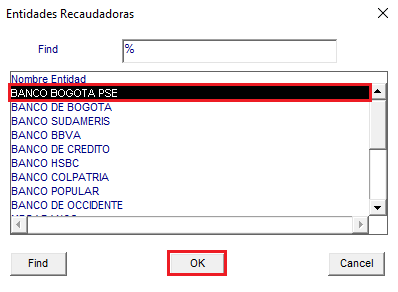 Entidades Recaudadoras
Find %
Nombre Entidad
BANCO BOGOTA PSE
BANCO DE BOGOTA
BANCO SUDAMERIS
BANCO BBVA
BANCO DE CREDITO
BANCO HSBC
BANCO COLPATRIA
BANCO POPULAR
BANCO DE OCCIDENTE
Find OK Cancel